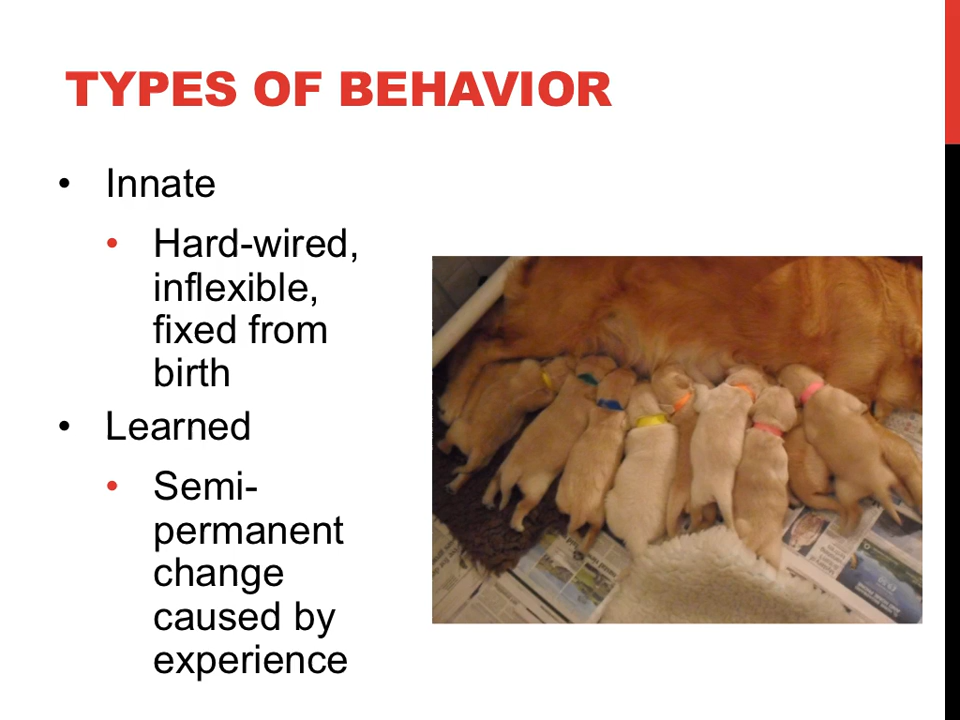 TYPES OF BEHAVIOR
• Innate
• Hard-wired,
inflexible,
fixed from
birth
• Learned
• Semi-
permanent
change
caused by
experience